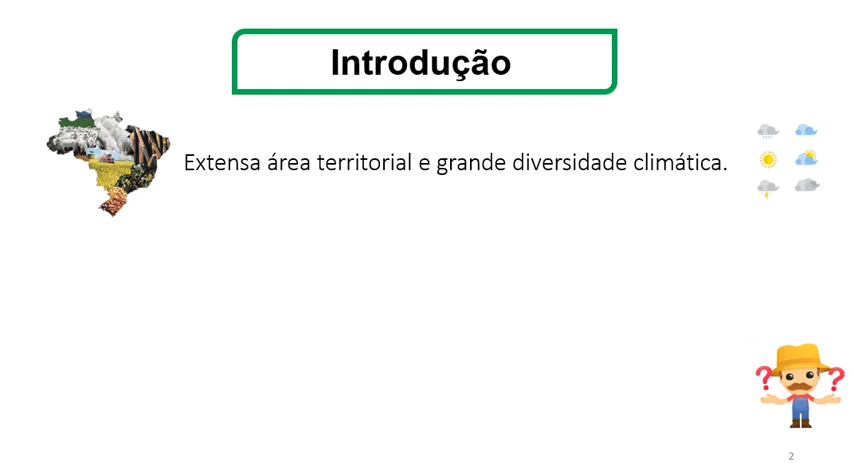 Introdução
Extensa área territorial e grande diversidade climática.
? ?
2